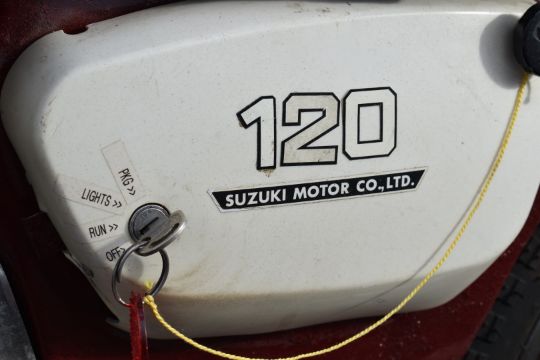 120
SUZUKI MOTOR CO.,LTD.
PKG >>
LIGHTS >>
RUN >>
OFF>